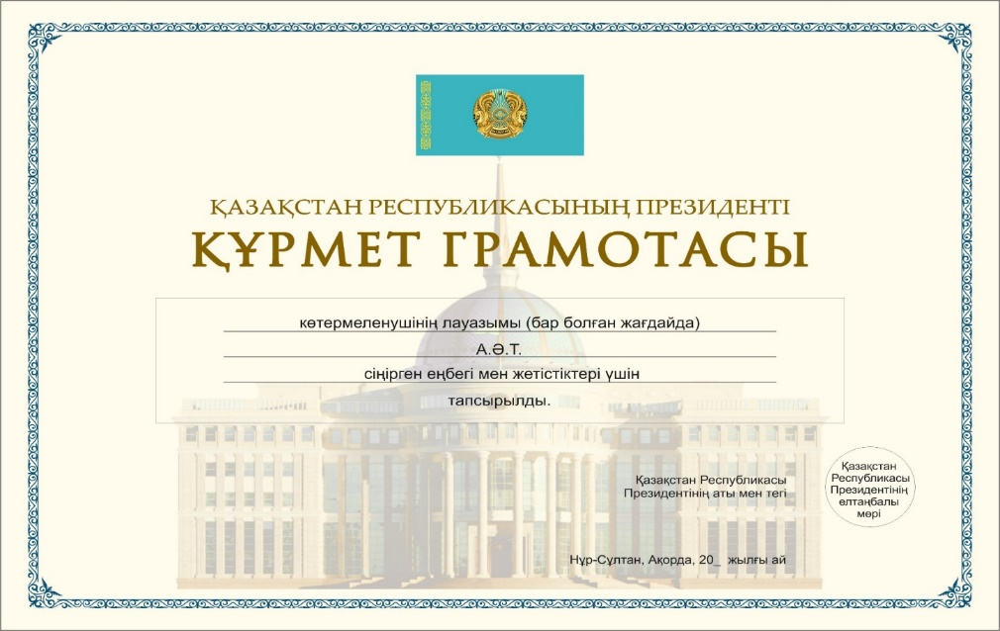 ҚАЗАҚСТАН РЕСПУБЛИКАСЫНЫҢ ПРЕЗИДЕНТІ
ҚҰРМЕТ ГРАМОТАСЫ
көтермеленушінің лауазымы (бар болған жағдайда)
А.Ә.Т.
сіңірген еңбегі мен жетістіктері үшін
тапсырылды.
Қазақстан Республикасы
Президентінің аты мен тегі
Қазақстан
Республикасы
Президентінің
елтаңбалы
мөрі
Нұр-Сұлтан, Ақорда, 20_ жылғы ай